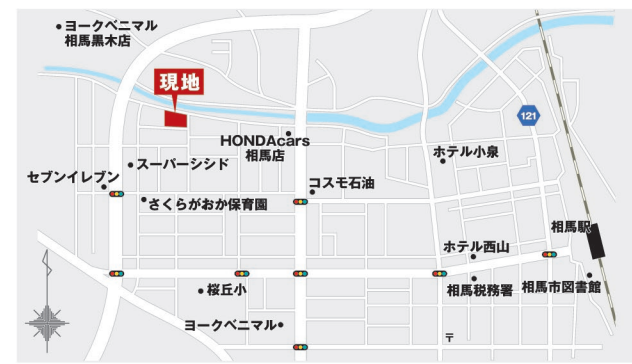 ヨークベニマル
相馬黒木店
現地
121
HONDAcars
相馬店
ホテル小泉
スーパーシシド
セブンイレブン
コスモ石油
さくらがおか保育園
相馬駅
ホテル西山
桜丘小
相馬税務署
相馬市図書館
ヨークベニマル
〒